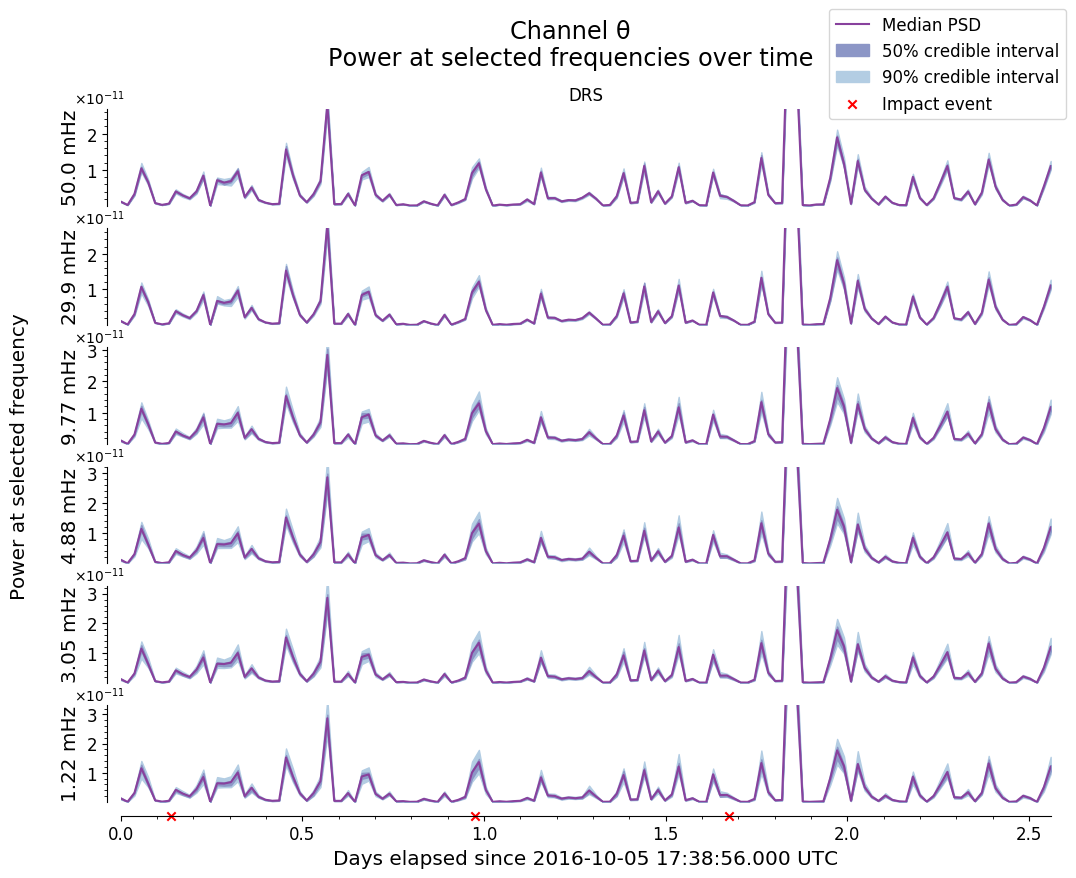 Channel θ
Power at selected frequencies over time
Median PSD
50% credible interval
90% credible interval
Impact event
DRS
Power at selected frequency
×10⁻¹¹
50.0 mHz
2
1
×10⁻¹¹
29.9 mHz
2
1
×10⁻¹¹
9.77 mHz
3
2
1
×10⁻¹¹
4.88 mHz
3
2
1
×10⁻¹¹
3.05 mHz
3
2
1
×10⁻¹¹
1.22 mHz
3
2
1
0.0 0.5 1.0 1.5 2.0 2.5
Days elapsed since 2016-10-05 17:38:56.000 UTC